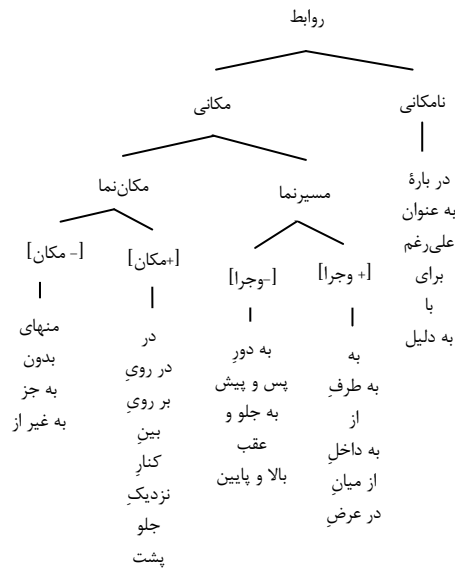 روابط
نامکانی
مکانی
در بارهٔ
به عنوان
علی‌رغم
برای
با
به دلیل
مسیرنما
مکان‌نما
[+ وجرا]
[–وجرا]
[+مکان]
[– مکان]
به
به طرفِ
از
به داخلِ
از میانِ
در عرضِ
به دورِ
پس و پیش
به جلو و
عقب
بالا و پایین
در
در رویِ
بر رویِ
بینِ
کنارِ
نزدیکِ
جلو
پشت
منهای
بدون
به جز
به غیر از